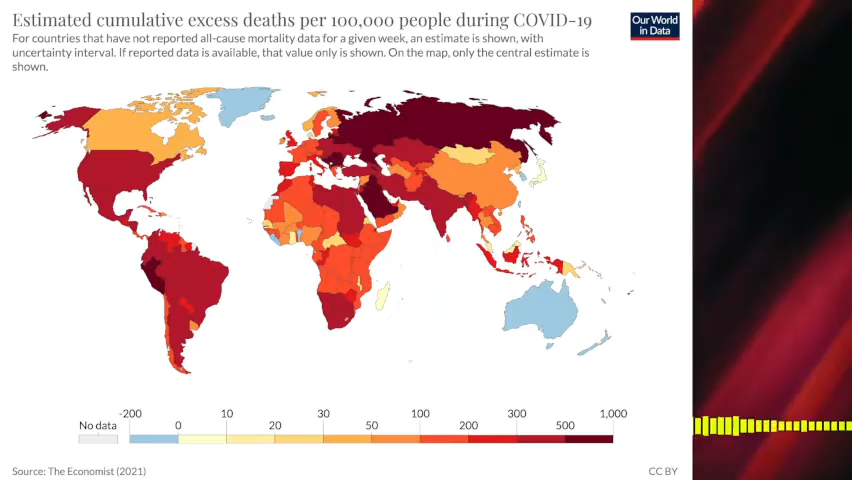 Estimated cumulative excess deaths per 100,000 people during COVID-19
Our World
in Data
For countries that have not reported all-cause mortality data for a given week, an estimate is shown, with
uncertainty interval. If reported data is available, that value only is shown. On the map, only the central estimate is
shown.
No data
-200
0
10
20
30
50
100
200
300
500
1,000
Source: The Economist (2021)
CC BY